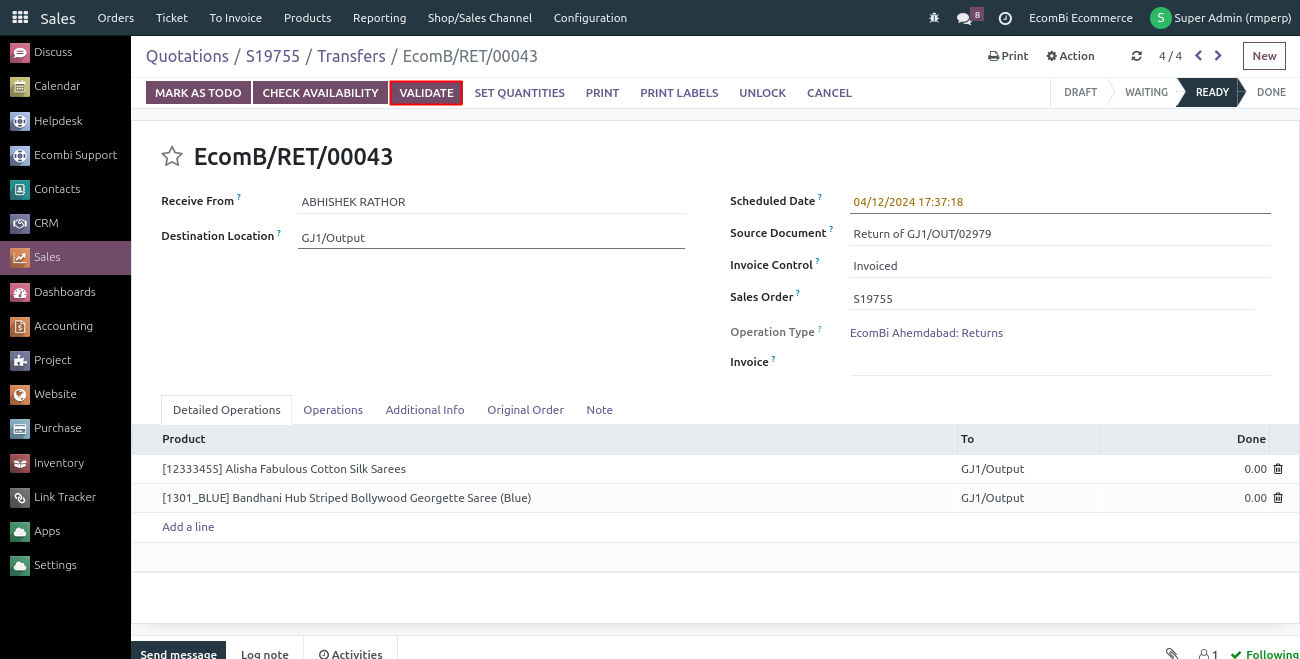 Sales Orders Ticket To Invoice Products Reporting Shop/Sales Channel Configuration 8 EcomBi Ecommerce S Super Admin (rmperp)
Discuss
Calendar
Helpdesk
Ecombi Support
Contacts
CRM
Sales
Dashboards
Accounting
Project
Website
Purchase
Inventory
Link Tracker
Apps
Settings
Quotations / S19755 / Transfers / EcomB/RET/00043 Print Action 4 / 4 New
MARK AS TODO CHECK AVAILABILITY VALIDATE SET QUANTITIES PRINT PRINT LABELS UNLOCK CANCEL DRAFT WAITING READY DONE
EcomB/RET/00043
Receive From ? ABHISHEK RATHOR
Destination Location ? GJ1/Output
Scheduled Date ? 04/12/2024 17:37:18
Source Document ? Return of GJ1/OUT/02979
Invoice Control ? Invoiced
Sales Order ? S19755
Operation Type ? EcomBi Ahemdabad: Returns
Invoice ?
Detailed Operations Operations Additional Info Original Order Note
Product To Done
[12333455] Alisha Fabulous Cotton Silk Sarees GJ1/Output 0.00
[1301_BLUE] Bandhani Hub Striped Bollywood Georgette Saree (Blue) GJ1/Output 0.00
Add a line
Send message Log note Activities 1 Following